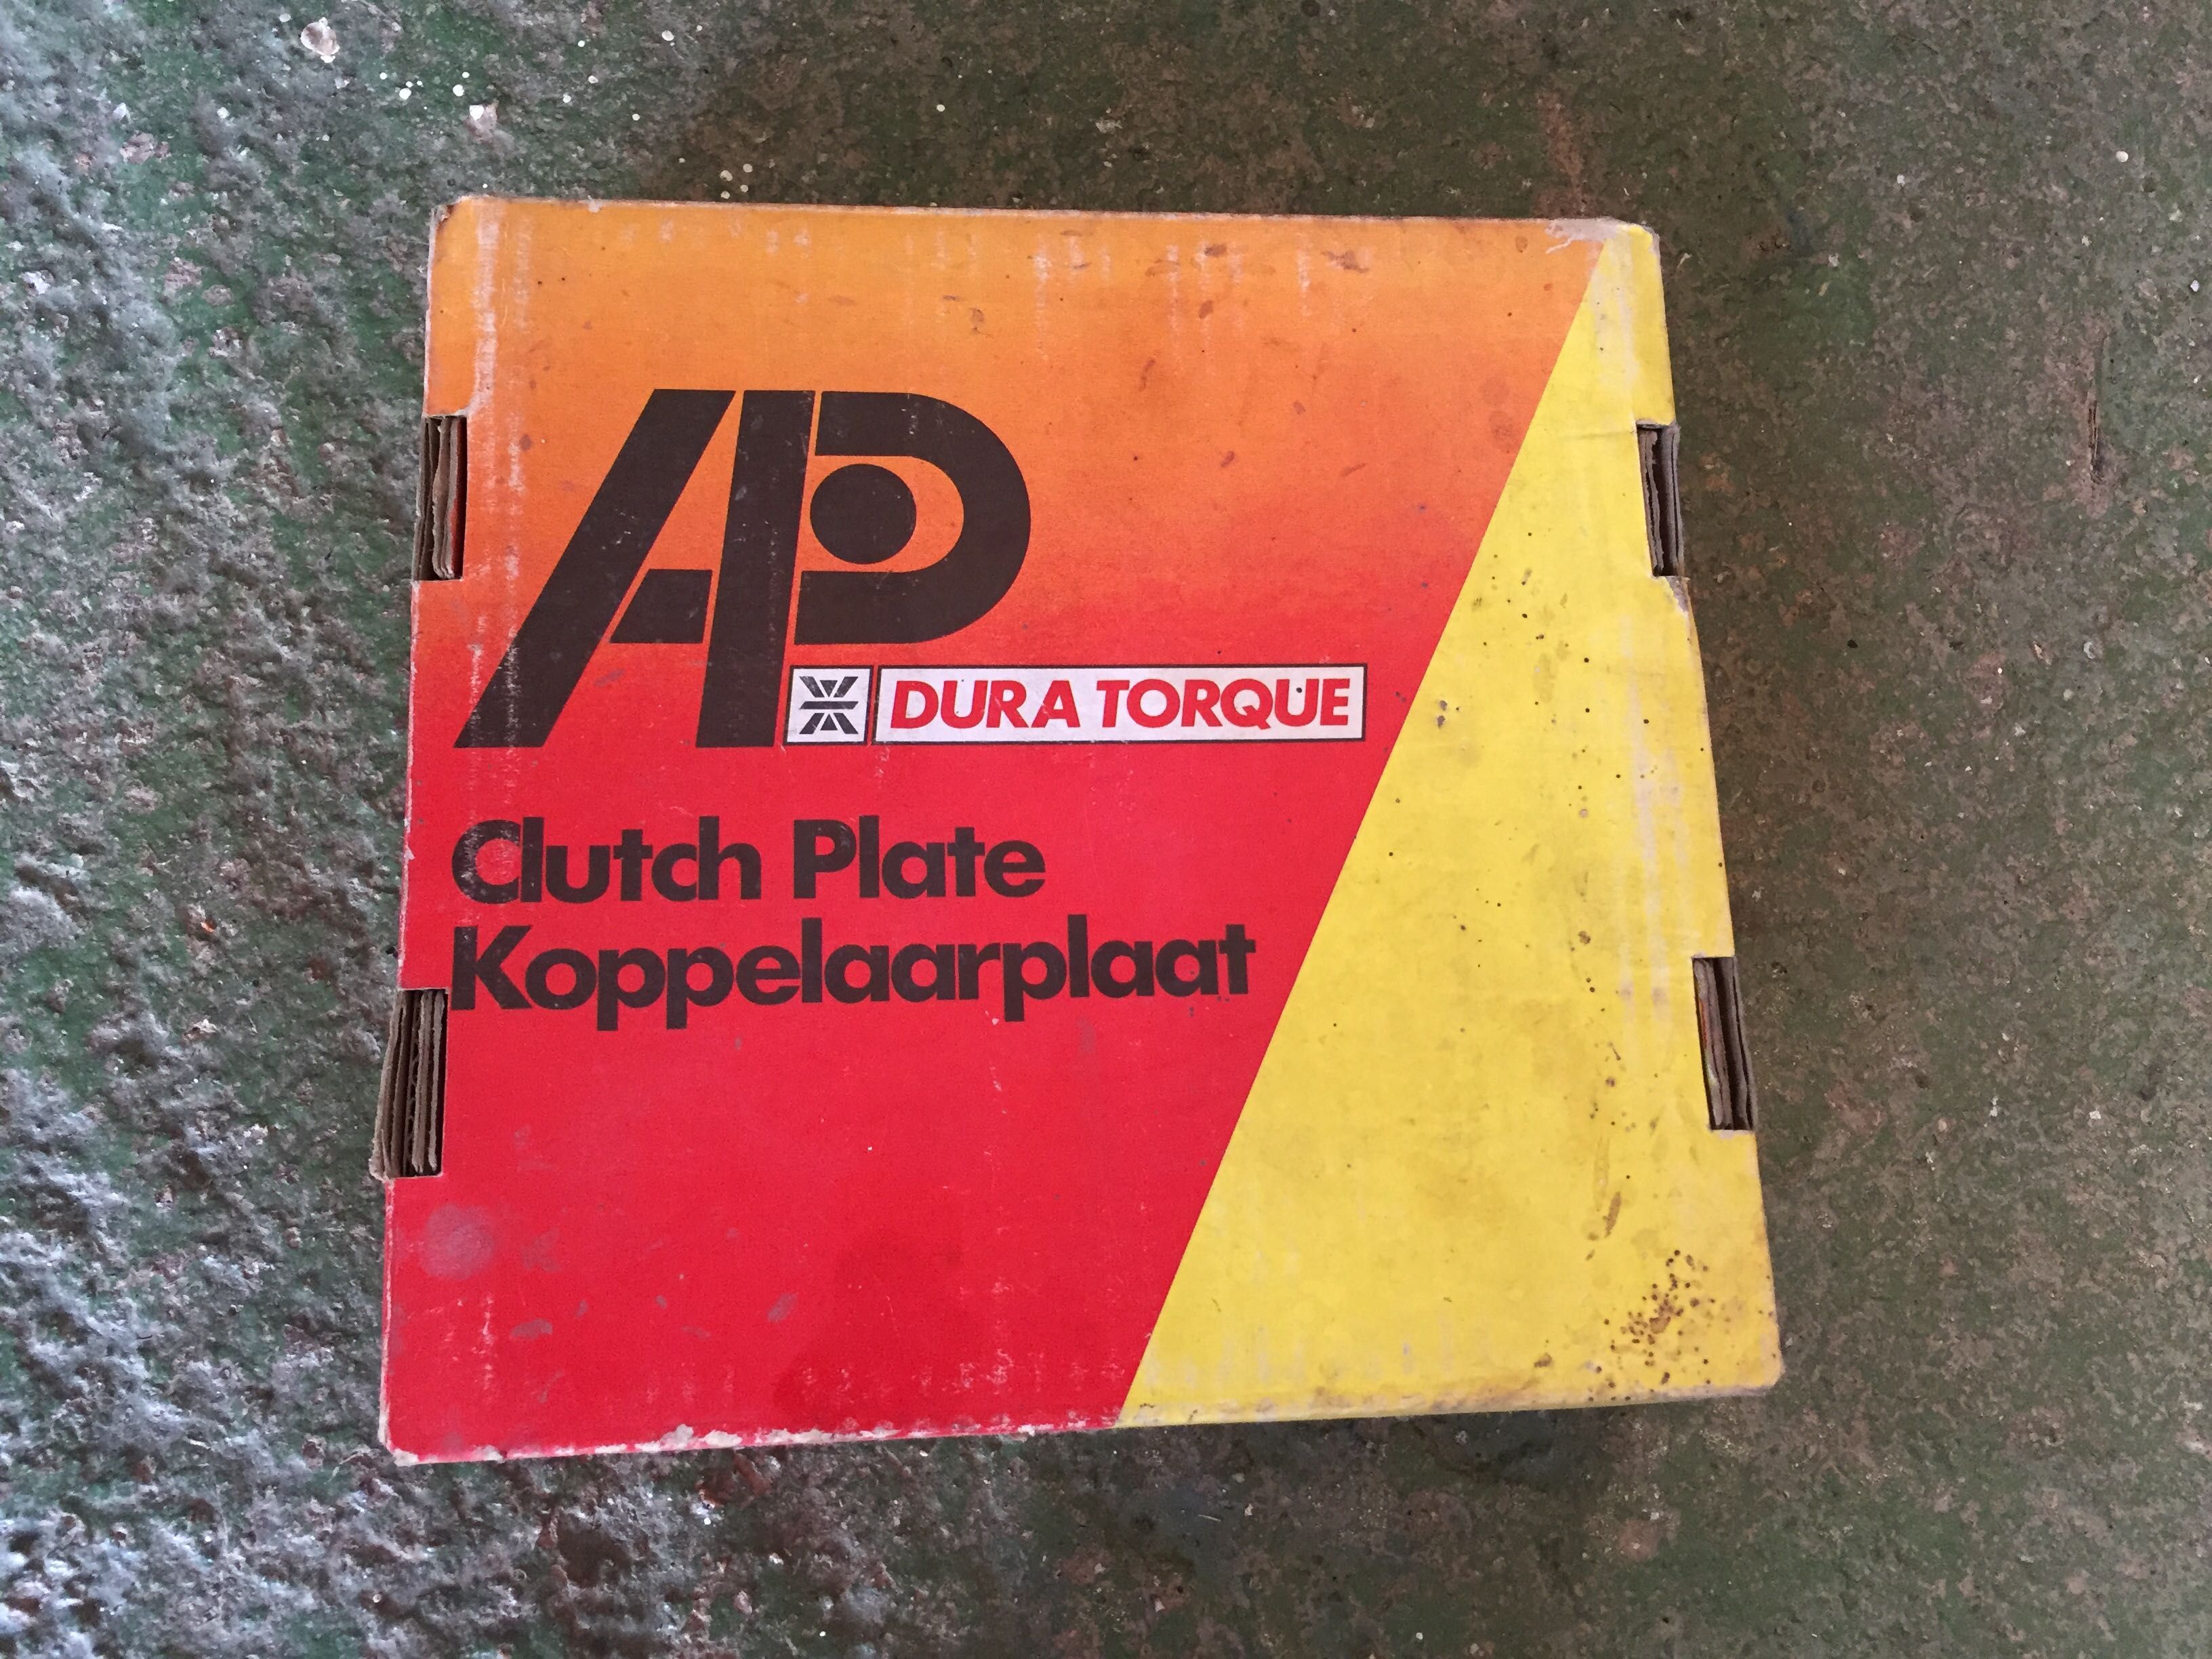 AP
DURA TORQUE
Clutch Plate
Koppelaarplaat